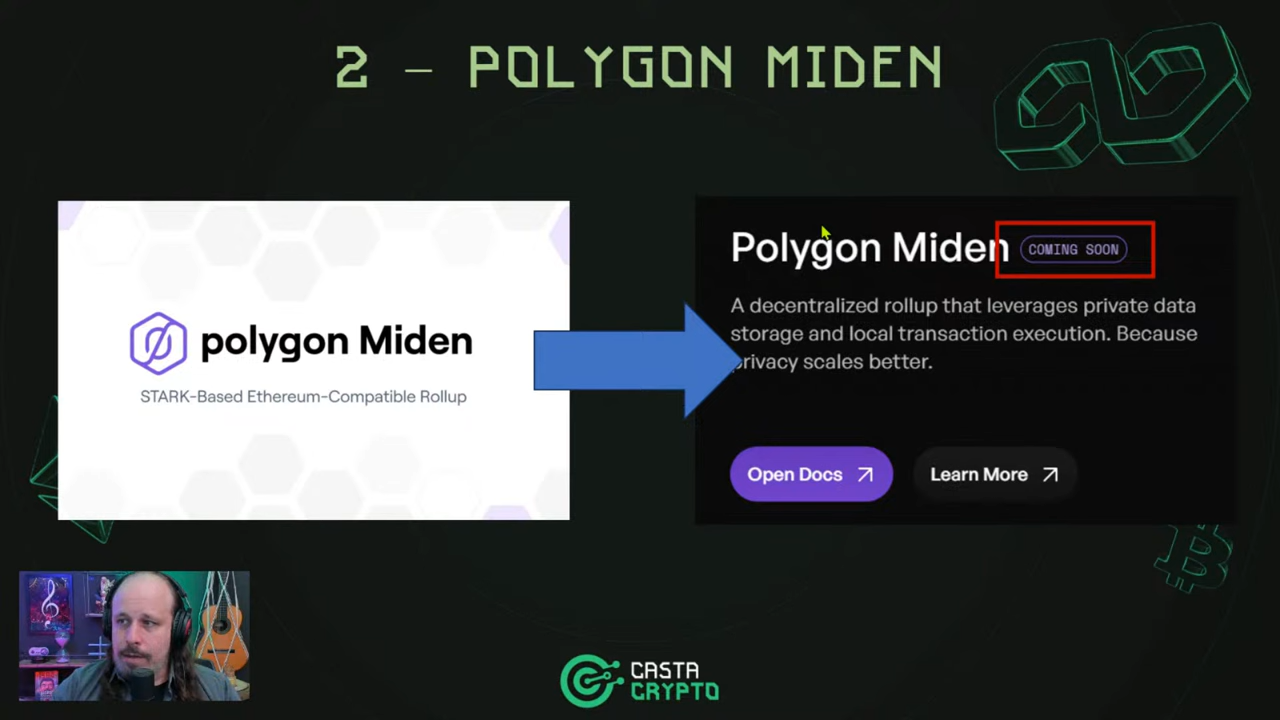 2 - POLYGON MIDEN
polygon Miden
STARK-Based Ethereum-Compatible Rollup
Polygon Miden COMING SOON
A decentralized rollup that leverages private data
storage and local transaction execution. Because
privacy scales better.
Open Docs
Learn More
CASTA
CRYPTO